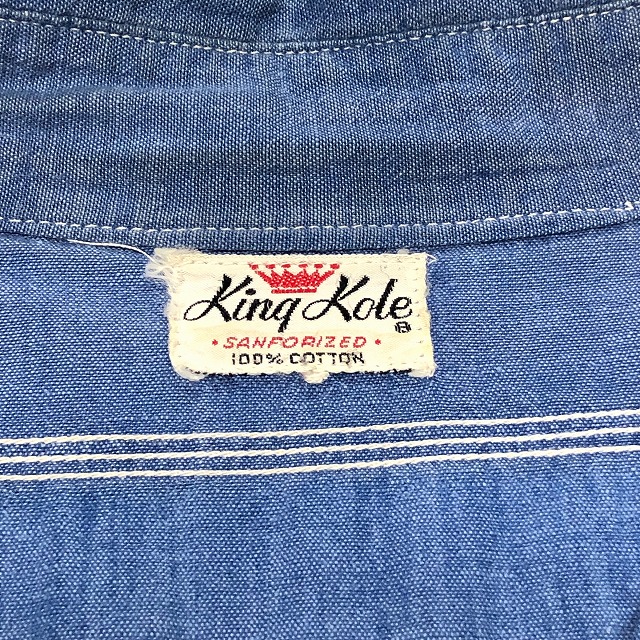 King Kole ®
• SANFORIZED •
100% COTTON